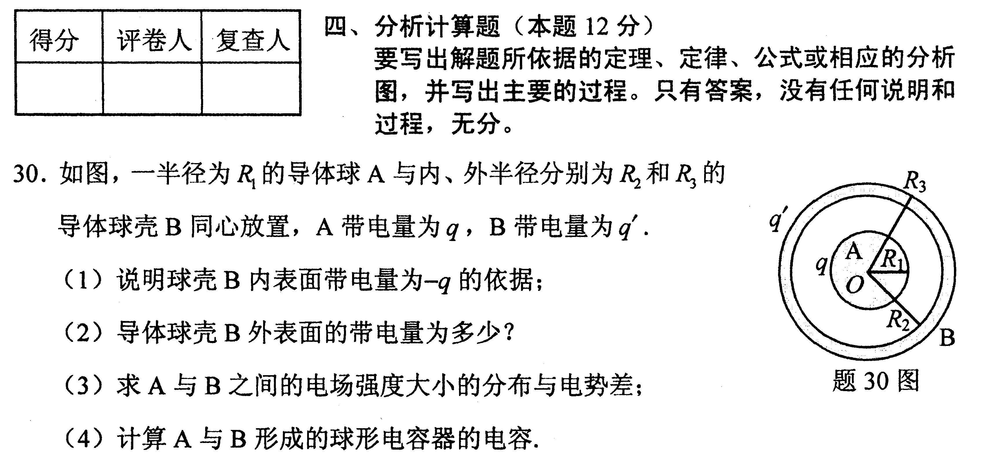 得分 评卷人 复查人
四、分析计算题（本题 12 分）
要写出解题所依据的定理、定律、公式或相应的分析
图，并写出主要的过程。只有答案，没有任何说明和
过程，无分。
30. 如图，一半径为 R₁ 的导体球 A 与内、外半径分别为 R₂ 和 R₃ 的
导体球壳 B 同心放置，A 带电量为 q，B 带电量为 q′.
（1）说明球壳 B 内表面带电量为–q 的依据；
（2）导体球壳 B 外表面的带电量为多少？
（3）求 A 与 B 之间的电场强度大小的分布与电势差；
（4）计算 A 与 B 形成的球形电容器的电容.
R₃
q′
A
R₁
q
O
R₂
B
题 30 图